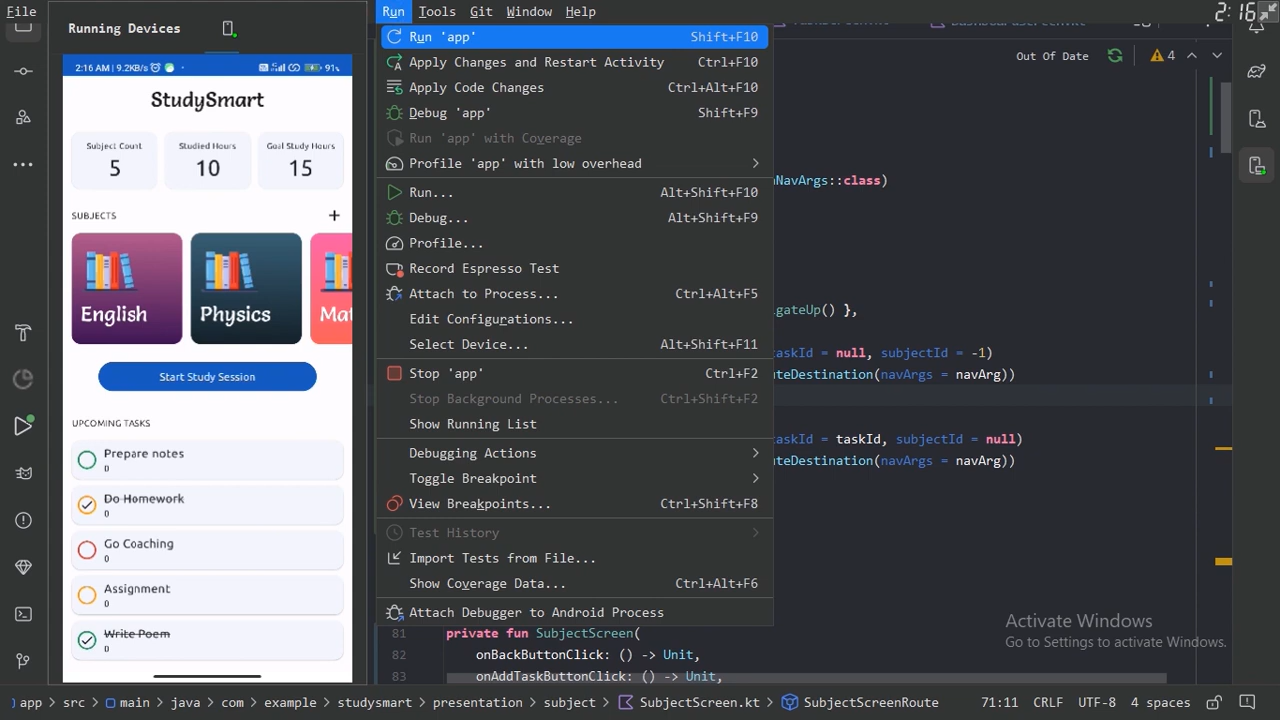 File
Run Tools Git Window Help
2:16
Running Devices
2:16 AM | 9.2KB/s
91%
StudySmart
Subject Count
5
Studied Hours
10
Goal Study Hours
15
SUBJECTS
+
English
Physics
Mat
Start Study Session
UPCOMING TASKS
Prepare notes
0
Do Homework
0
Go Coaching
0
Assignment
0
Write Poem
0
Run 'app' Shift+F10
Apply Changes and Restart Activity Ctrl+F10
Apply Code Changes Ctrl+Alt+F10
Debug 'app' Shift+F9
Run 'app' with Coverage
Profile 'app' with low overhead
Run... Alt+Shift+F10
Debug... Alt+Shift+F9
Profile...
Record Espresso Test
Attach to Process... Ctrl+Alt+F5
Edit Configurations...
Select Device... Alt+Shift+F11
Stop 'app' Ctrl+F2
Stop Background Processes... Ctrl+Shift+F2
Show Running List
Debugging Actions
Toggle Breakpoint
View Breakpoints... Ctrl+Shift+F8
Test History
Import Tests from File...
Show Coverage Data... Ctrl+Alt+F6
Attach Debugger to Android Process
Out Of Date
4
nNavArgs::class)
gateUp() },
taskId = null, subjectId = -1)
uteDestination(navArgs = navArg))
taskId = taskId, subjectId = null)
uteDestination(navArgs = navArg))
81 private fun SubjectScreen(
82 onBackButtonClick: () -> Unit,
83 onAddTaskButtonClick: () -> Unit,
Activate Windows
Go to Settings to activate Windows.
app > src > main > java > com > example > studysmart > presentation > subject > SubjectScreen.kt > SubjectScreenRoute
71:11 CRLF UTF-8 4 spaces